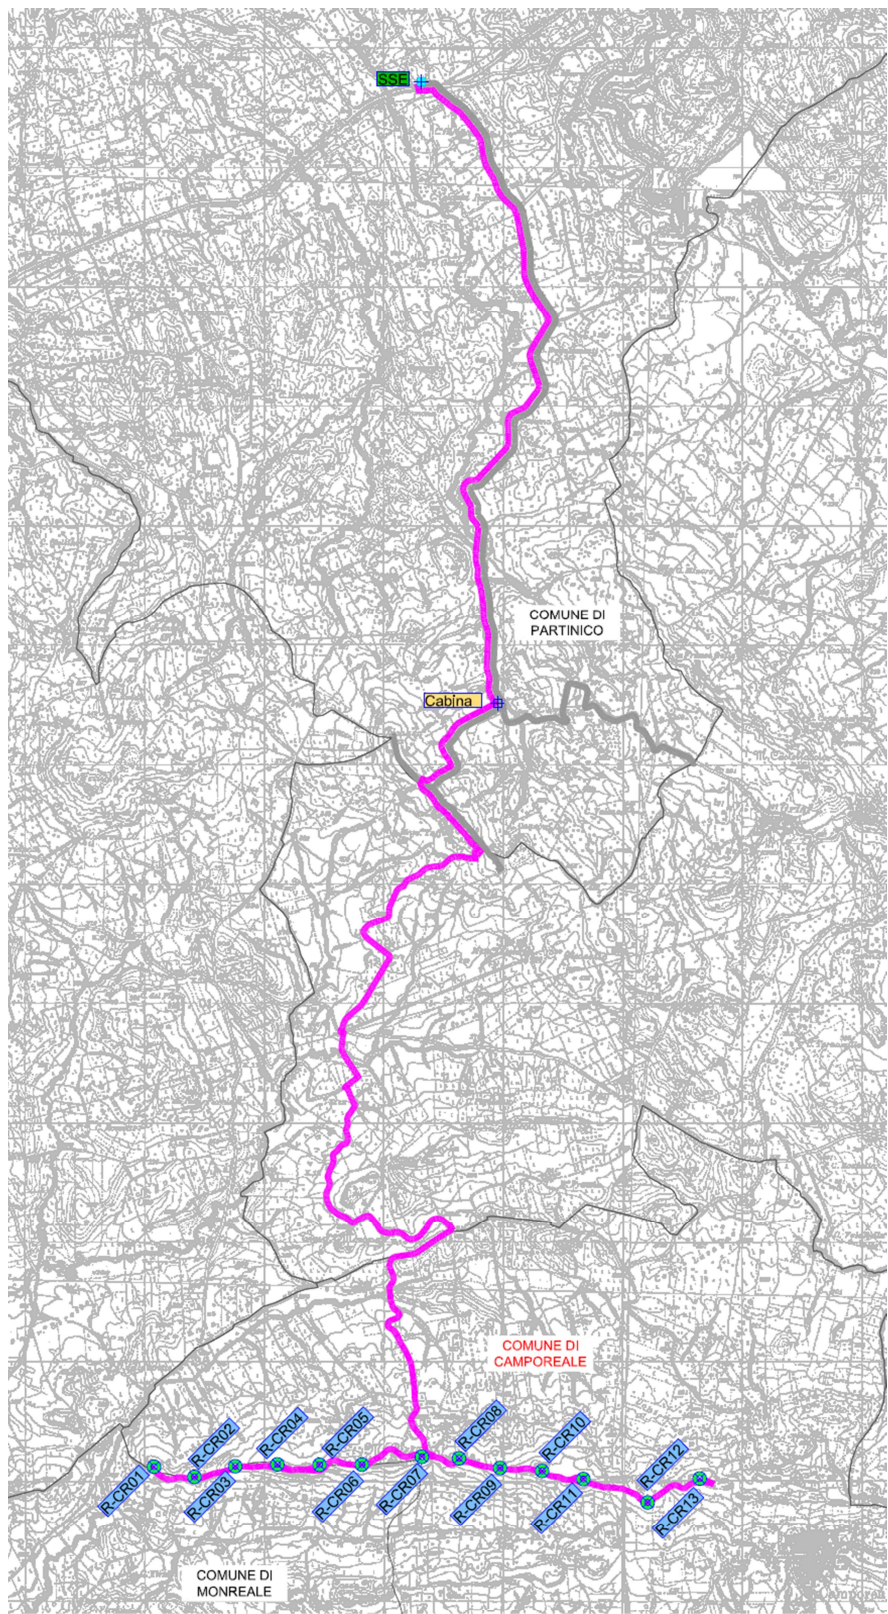 SSE
COMUNE DI
PARTINICO
Cabina
COMUNE DI
CAMPOREALE
R-CR01
R-CR02
R-CR03
R-CR04
R-CR05
R-CR06
R-CR07
R-CR08
R-CR09
R-CR10
R-CR11
R-CR12
R-CR13
COMUNE DI
MONREALE